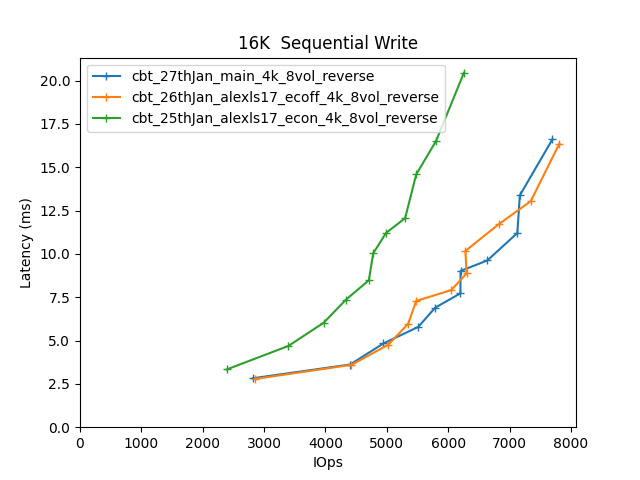 16K  Sequential Write
cbt_27thJan_main_4k_8vol_reverse
cbt_26thJan_alexls17_ecoff_4k_8vol_reverse
cbt_25thJan_alexls17_econ_4k_8vol_reverse
Latency (ms)
20.0
17.5
15.0
12.5
10.0
7.5
5.0
2.5
0.0
0 1000 2000 3000 4000 5000 6000 7000 8000
IOps